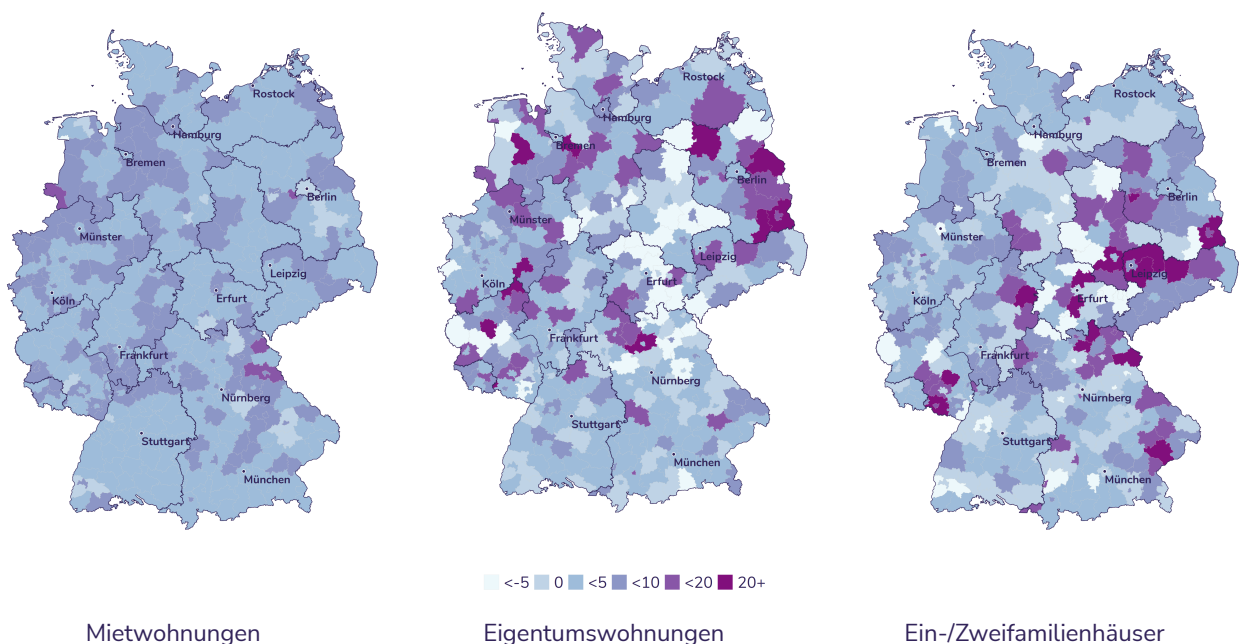 Rostock
Hamburg
Bremen
Berlin
Münster
Leipzig
Köln
Erfurt
Frankfurt
Nürnberg
Stuttgart
München
Rostock
Hamburg
Bremen
Berlin
Münster
Leipzig
Köln
Erfurt
Frankfurt
Nürnberg
Stuttgart
München
Rostock
Hamburg
Bremen
Berlin
Münster
Leipzig
Köln
Erfurt
Frankfurt
Nürnberg
Stuttgart
München
<-5 0 <5 <10 <20 20+
Mietwohnungen Eigentumswohnungen Ein-/Zweifamilienhäuser